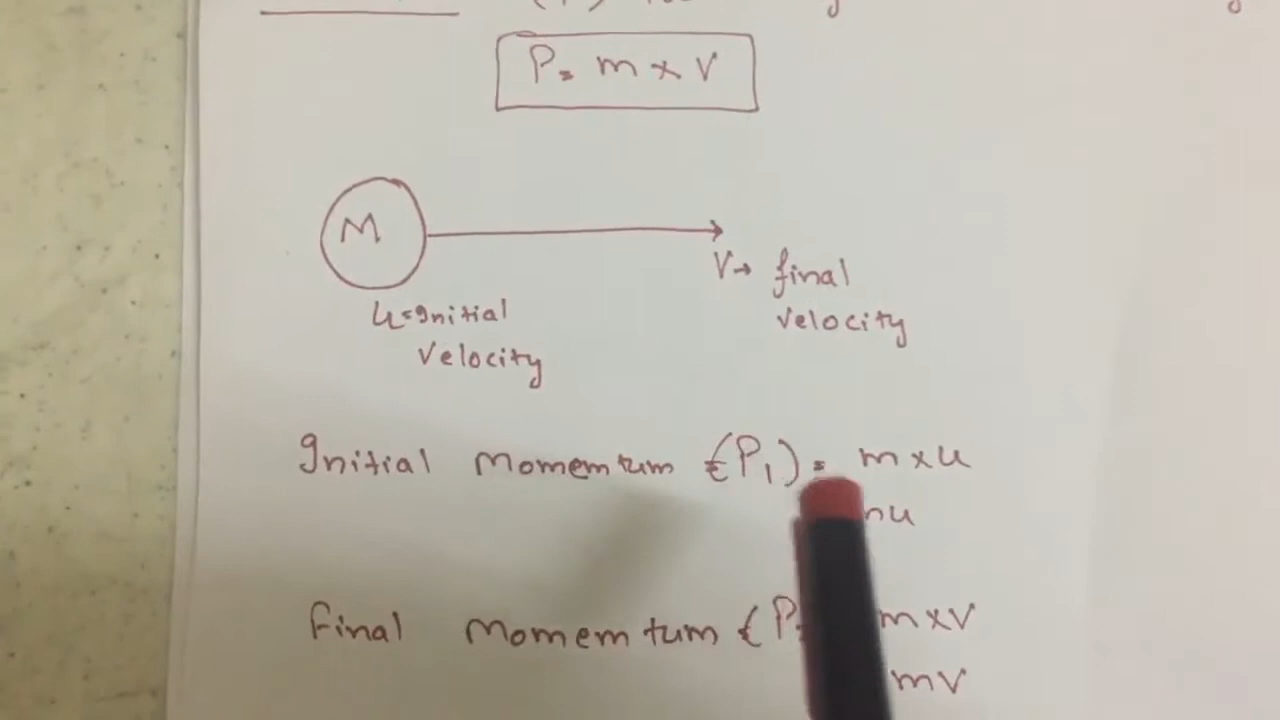 P = m × V
M
V→ final
velocity
u = Initial
Velocity
Initial Momentum (P₁) = m × u
mu
Final Momentum (P
m × V
mV